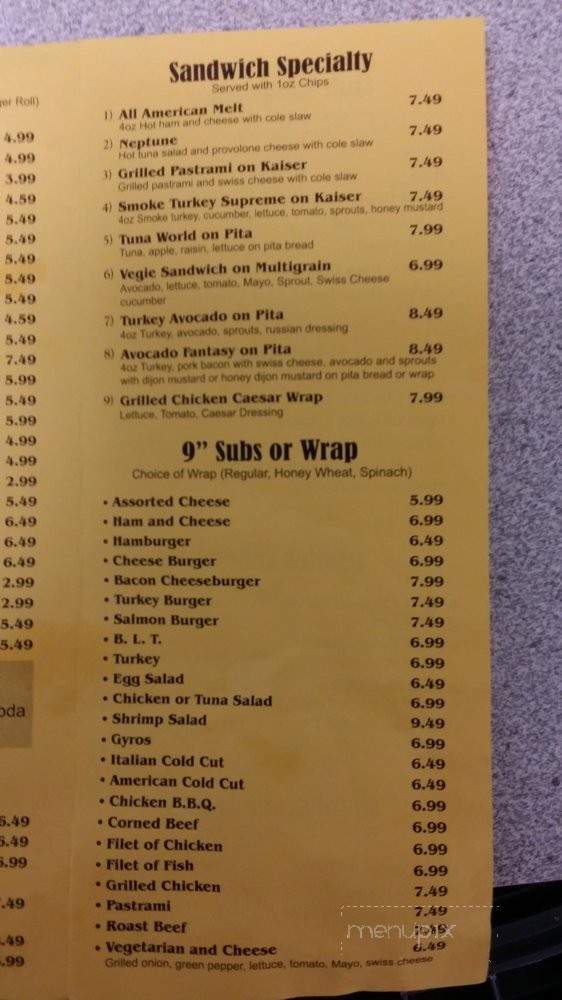 ger Roll)
4.99
4.99
3.99
4.59
5.49
5.49
5.49
5.49
5.49
4.59
5.49
7.49
5.99
5.49
5.99
4.99
4.99
2.99
5.49
6.49
6.49
6.49
2.99
2.99
5.49
5.49
oda
6.49
6.49
6.99
.49
.49
.99
Sandwich Specialty
Served with 1oz Chips
1) All American Melt 7.49
4oz Hot ham and cheese with cole slaw
2) Neptune 7.49
Hot tuna salad and provolone cheese with cole slaw
3) Grilled Pastrami on Kaiser 7.49
Grilled pastrami and swiss cheese with cole slaw
4) Smoke Turkey Supreme on Kaiser 7.49
4oz Smoke turkey, cucumber, lettuce, tomato, sprouts, honey mustard
5) Tuna World on Pita 7.99
Tuna, apple, raisin, lettuce on pita bread
6) Vegie Sandwich on Multigrain 6.99
Avocado, lettuce, tomato, Mayo, Sprout, Swiss Cheese
cucumber
7) Turkey Avocado on Pita 8.49
4oz Turkey, avocado, sprouts, russian dressing
8) Avocado Fantasy on Pita 8.49
4oz Turkey, pork bacon with swiss cheese, avocado and sprouts
with dijon mustard or honey dijon mustard on pita bread or wrap
9) Grilled Chicken Caesar Wrap 7.99
Lettuce, Tomato, Caesar Dressing
9” Subs or Wrap
Choice of Wrap (Regular, Honey Wheat, Spinach)
• Assorted Cheese 5.99
• Ham and Cheese 6.99
• Hamburger 6.49
• Cheese Burger 6.99
• Bacon Cheeseburger 7.99
• Turkey Burger 7.49
• Salmon Burger 7.49
• B. L. T. 6.99
• Turkey 6.99
• Egg Salad 6.49
• Chicken or Tuna Salad 6.99
• Shrimp Salad 9.49
• Gyros 6.99
• Italian Cold Cut 6.49
• American Cold Cut 6.49
• Chicken B.B.Q. 6.99
• Corned Beef 6.99
• Filet of Chicken 6.99
• Filet of Fish 6.99
• Grilled Chicken 7.49
• Pastrami 7.49
• Roast Beef 7.49
• Vegetarian and Cheese 6.49
Grilled onion, green pepper, lettuce, tomato, Mayo, swiss cheese
menupix